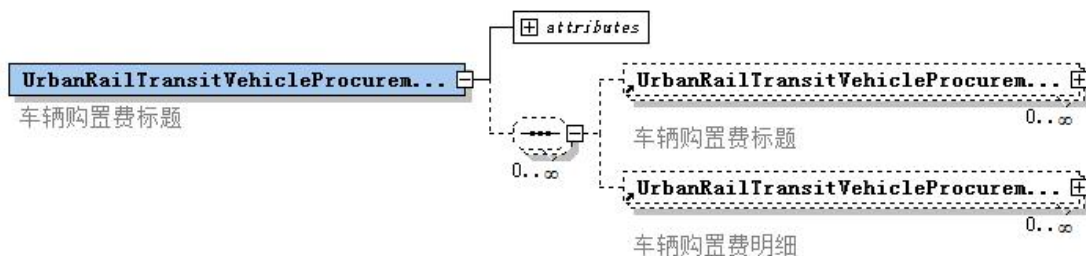 attributes
UrbanRailTransitVehicleProcurem...
车辆购置费标题
0..∞
UrbanRailTransitVehicleProcurem...
0..∞
车辆购置费标题
UrbanRailTransitVehicleProcurem...
0..∞
车辆购置费明细